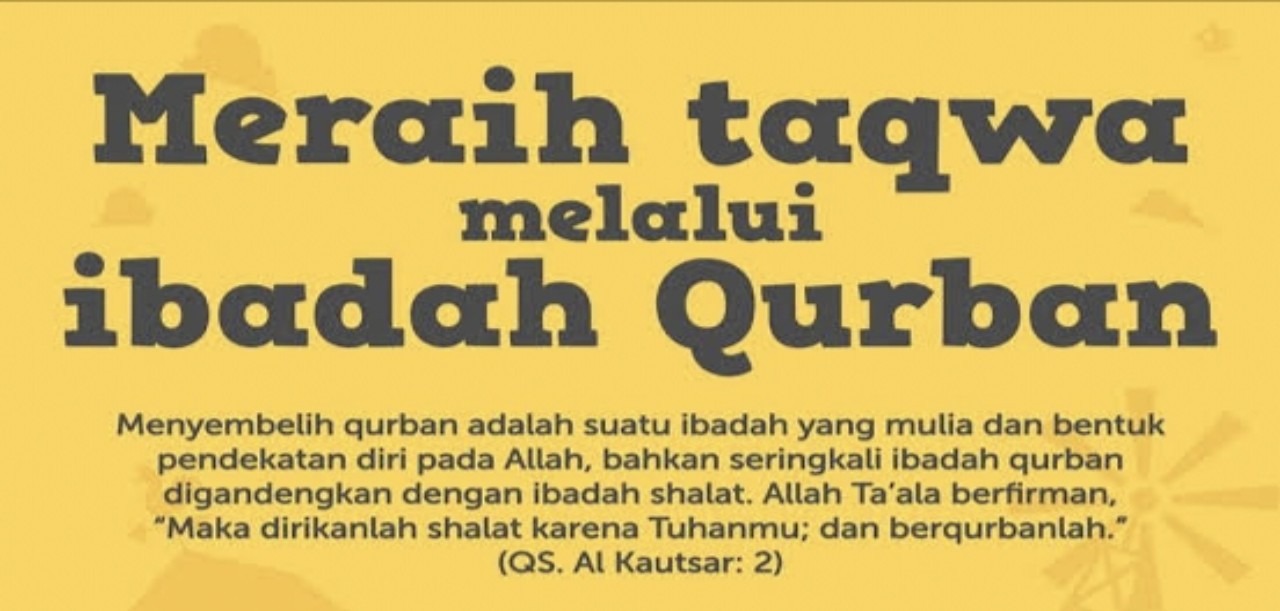 Meraih taqwa
melalui
ibadah Qurban
Menyembelih qurban adalah suatu ibadah yang mulia dan bentuk
pendekatan diri pada Allah, bahkan seringkali ibadah qurban
digandengkan dengan ibadah shalat. Allah Ta'ala berfirman,
“Maka dirikanlah shalat karena Tuhanmu; dan berqurbanlah.”
(QS. Al Kautsar: 2)